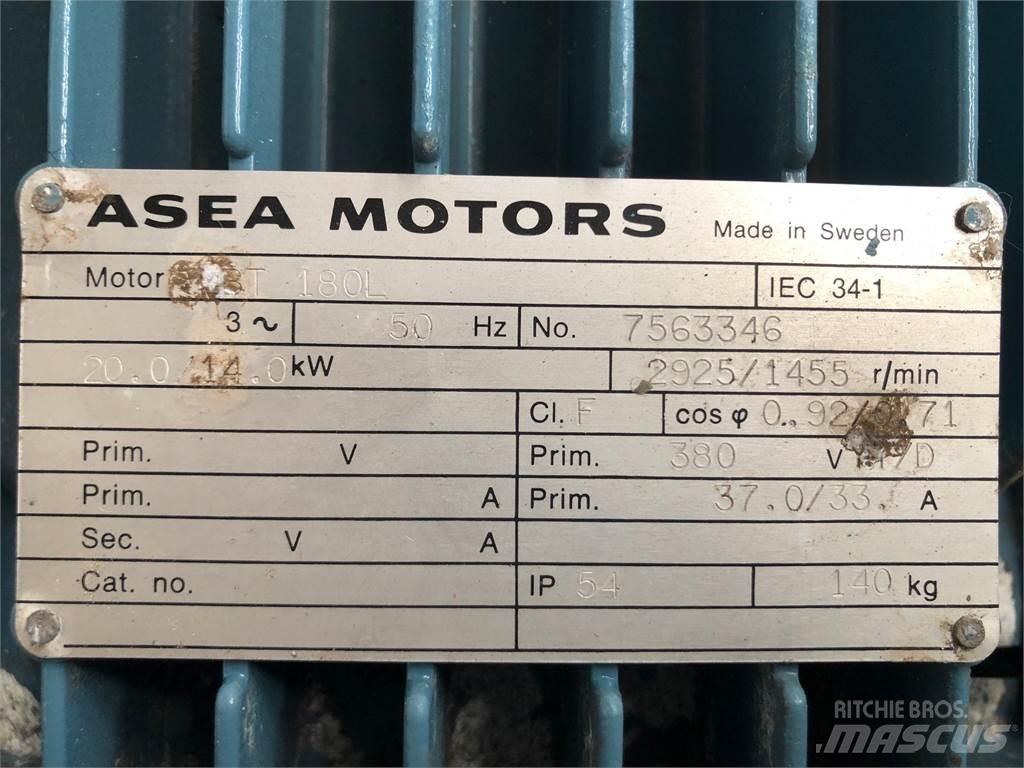 ASEA MOTORS Made in Sweden
Motor 180L IEC 34-1
3~ 50 Hz No. 7563346
20.0/14.0 kW 2925/1455 r/min
Cl. F cos φ 0.92/ 71
Prim. V Prim. 380 V /D
Prim. A Prim. 37.0/33. A
Sec. V A
Cat. no. IP 54 140 kg
RITCHIE BROS.
MASCUS